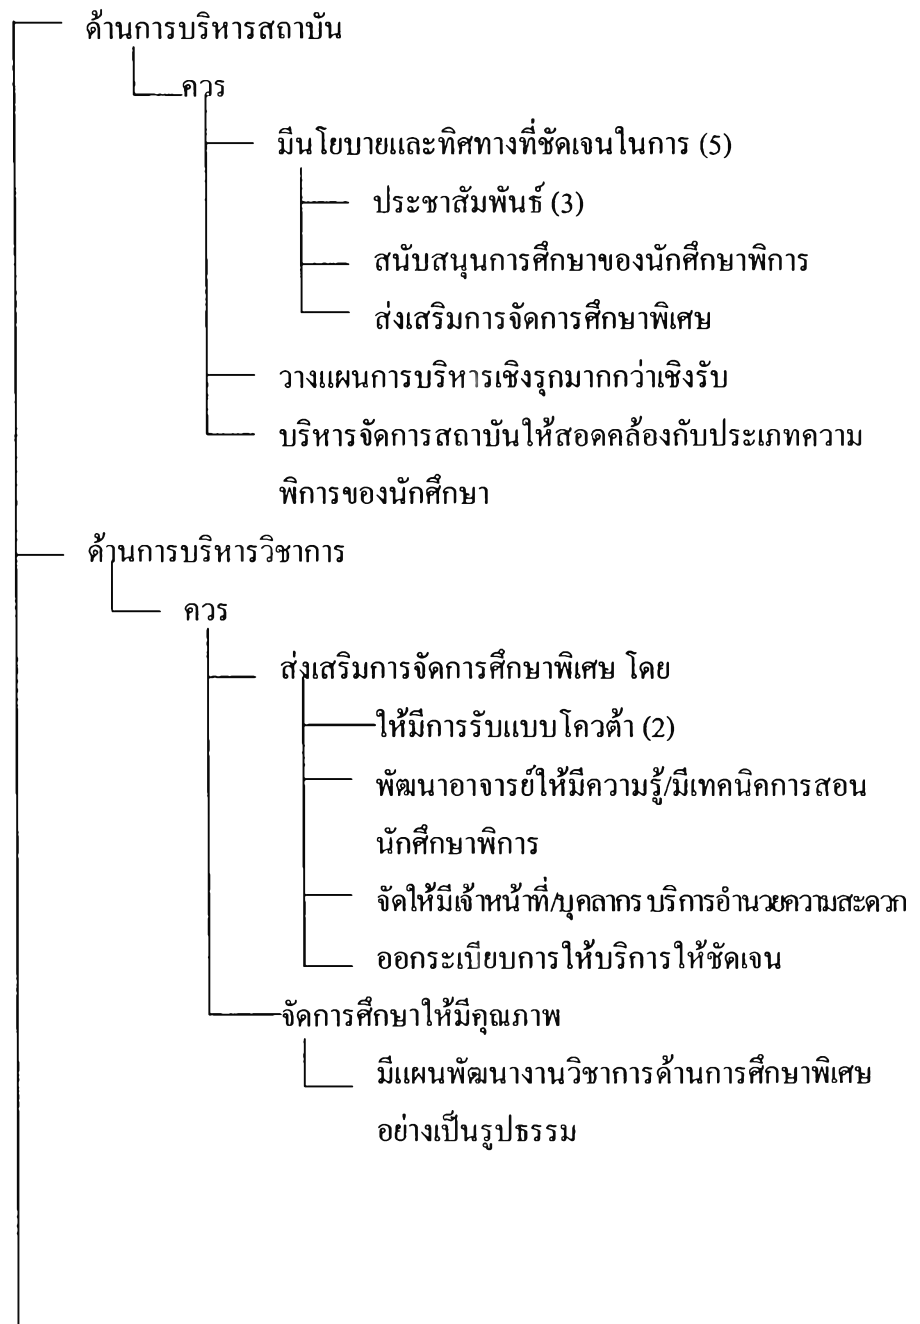 ด้านการบริหารสถาบัน
ควร
มีนโยบายและทิศทางที่ชัดเจนในการ (5)
ประชาสัมพันธ์ (3)
สนับสนุนการศึกษาของนักศึกษาพิการ
ส่งเสริมการจัดการศึกษาพิเศษ
วางแผนการบริหารเชิงรุกมากกว่าเชิงรับ
บริหารจัดการสถาบันให้สอดคล้องกับประเภทความ
พิการของนักศึกษา
ด้านการบริหารวิชาการ
ควร
ส่งเสริมการจัดการศึกษาพิเศษ โดย
ให้มีการรับแบบโควต้า (2)
พัฒนาอาจารย์ให้มีความรู้/มีเทคนิคการสอน
นักศึกษาพิการ
จัดให้มีเจ้าหน้าที่/บุคลากร บริการอำนวยความสะดวก
ออกระเบียบการให้บริการให้ชัดเจน
จัดการศึกษาให้มีคุณภาพ
มีแผนพัฒนางานวิชาการด้านการศึกษาพิเศษ
อย่างเป็นรูปธรรม